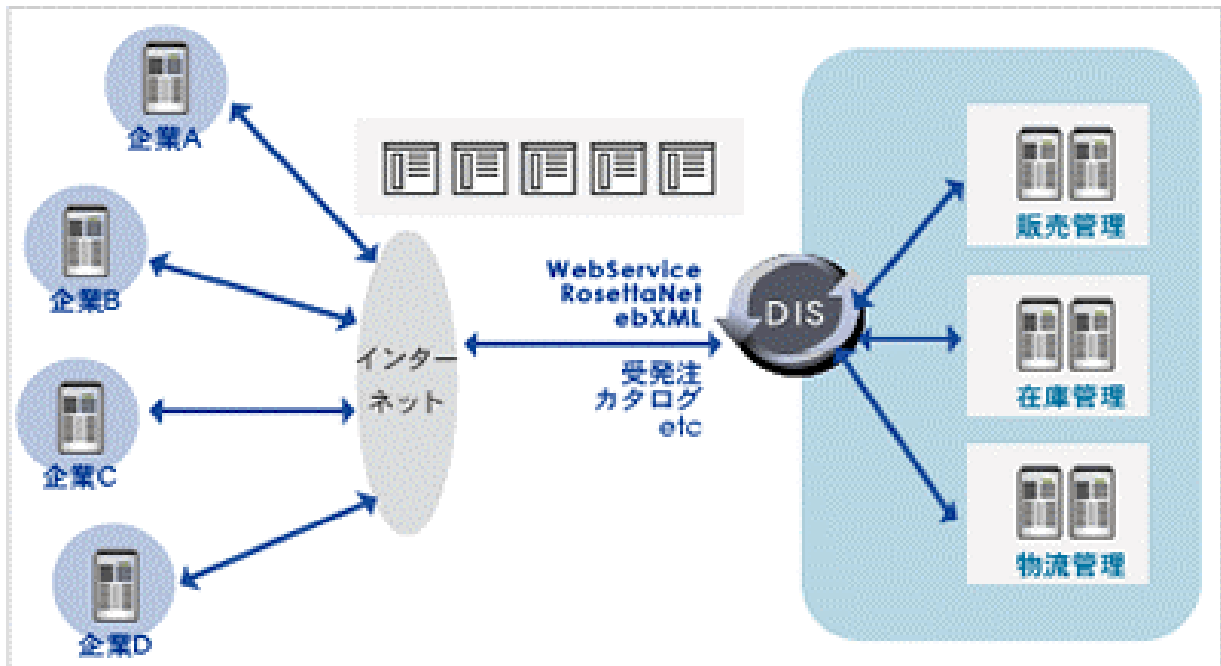 企業A
企業B
企業C
企業D
インター
ネット
WebService
RosettaNet
ebXML
受発注
カタログ
etc
DIS
販売管理
在庫管理
物流管理